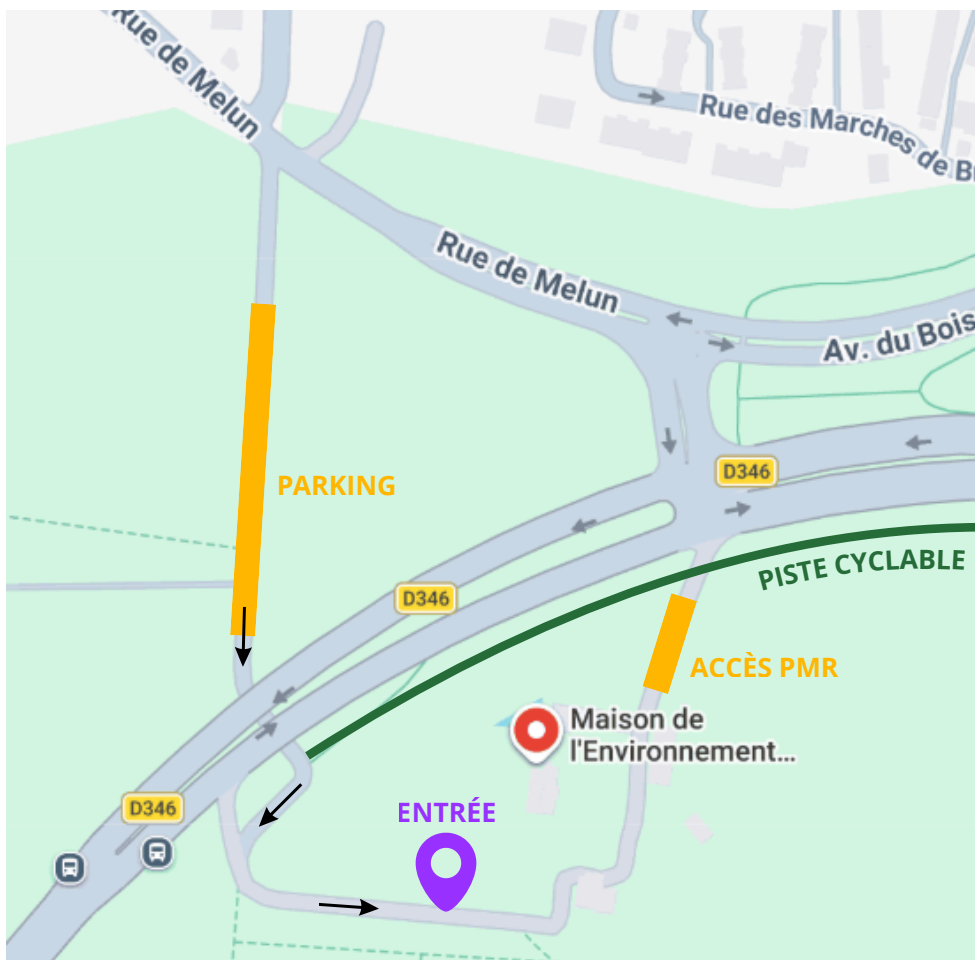 Rue de Melun
Rue des Marches de B
Rue de Melun
Av. du Bois
D346
PARKING
PISTE CYCLABLE
D346
ACCÈS PMR
Maison de
l'Environnement...
D346
ENTRÉE